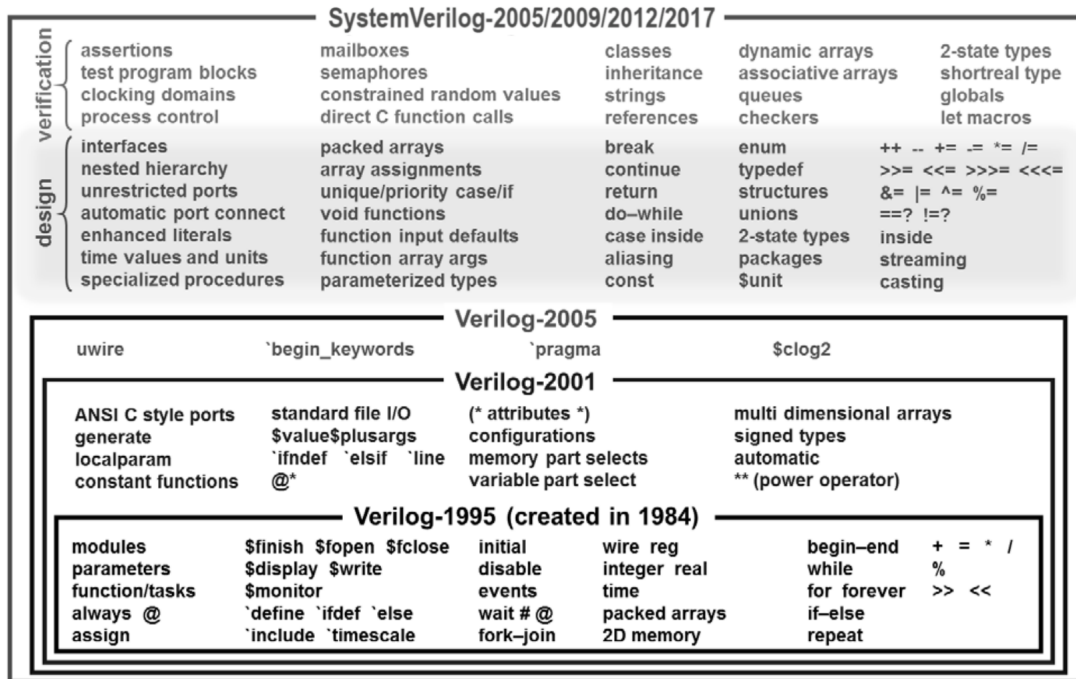 SystemVerilog-2005/2009/2012/2017
verification
assertions mailboxes classes dynamic arrays 2-state types
test program blocks semaphores inheritance associative arrays shortreal type
clocking domains constrained random values strings queues globals
process control direct C function calls references checkers let macros
design
interfaces packed arrays break enum ++ -- += -= *= /=
nested hierarchy array assignments continue typedef >>= <<= >>>= <<<=
unrestricted ports unique/priority case/if return structures &= |= ^= %=
automatic port connect void functions do–while unions ==? !=?
enhanced literals function input defaults case inside 2-state types inside
time values and units function array args aliasing packages streaming
specialized procedures parameterized types const $unit casting
Verilog-2005
uwire `begin_keywords `pragma $clog2
Verilog-2001
ANSI C style ports standard file I/O (* attributes *) multi dimensional arrays
generate $value$plusargs configurations signed types
localparam `ifndef `elsif `line memory part selects automatic
constant functions @* variable part select ** (power operator)
Verilog-1995 (created in 1984)
modules $finish $fopen $fclose initial wire reg begin–end + = * /
parameters $display $write disable integer real while %
function/tasks $monitor events time for forever >> <<
always @ `define `ifdef `else wait # @ packed arrays if–else
assign `include `timescale fork–join 2D memory repeat